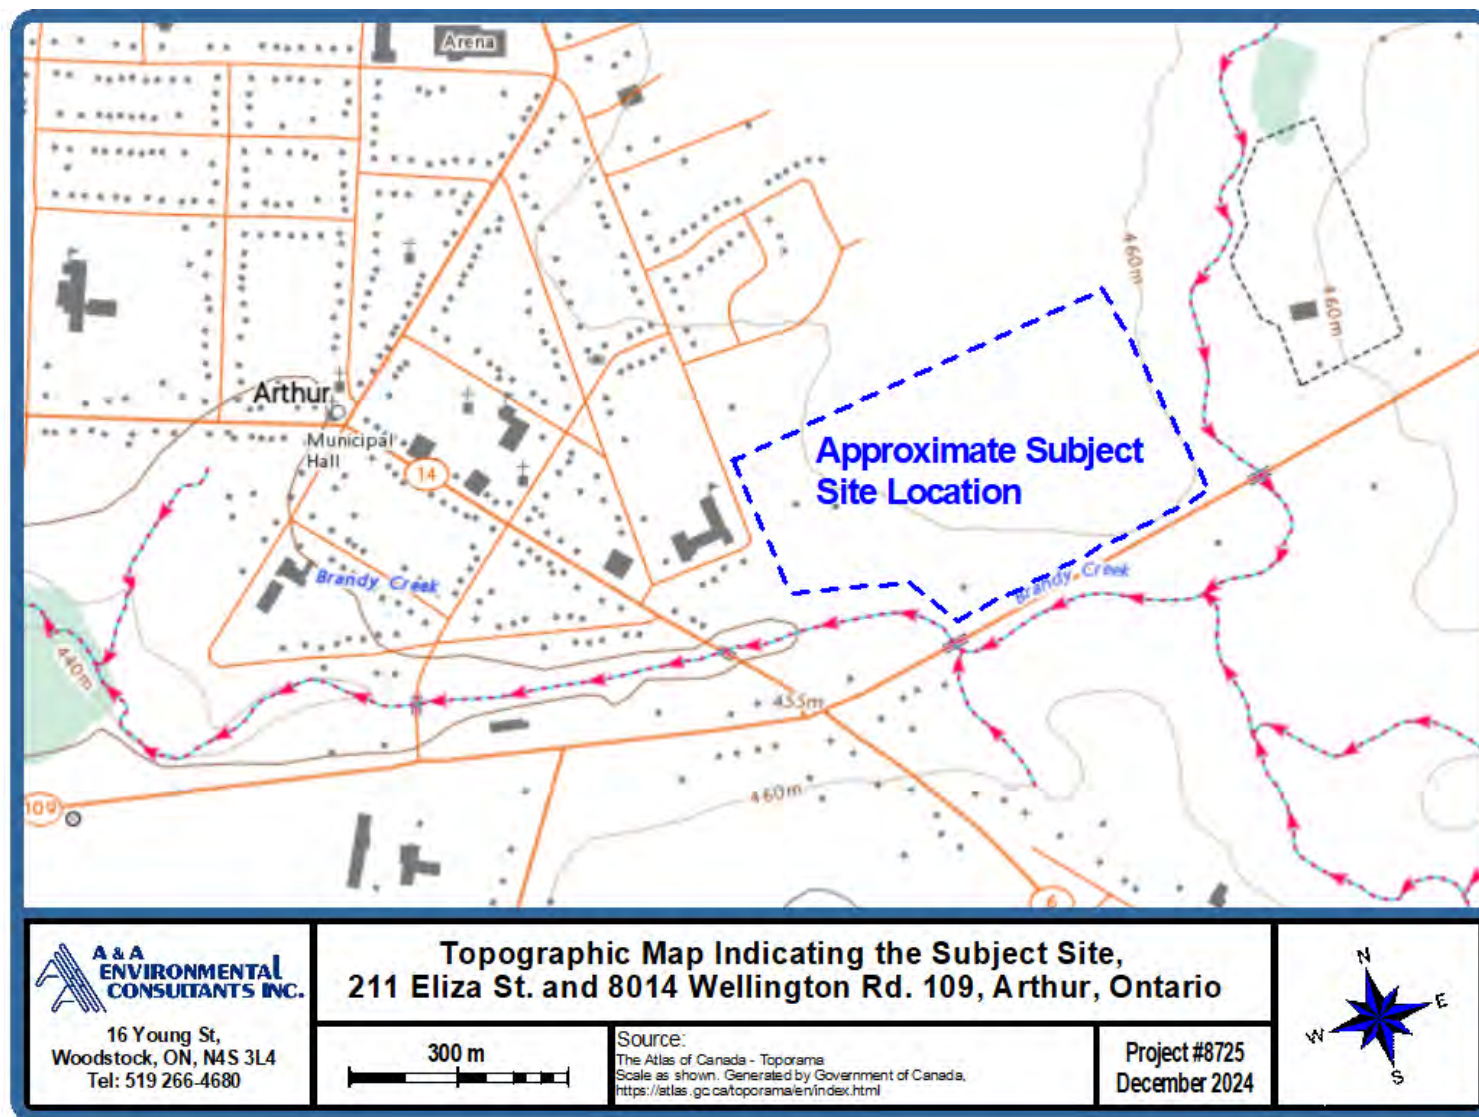 Arena
460m
460m
Arthur
Municipal
Hall
14
Approximate Subject
Site Location
Brandy Creek
Brandy Creek
440m
455m
460m
109
6
A & A
ENVIRONMENTAL
CONSULTANTS INC.
16 Young St,
Woodstock, ON, N4S 3L4
Tel: 519 266-4680
Topographic Map Indicating the Subject Site,
211 Eliza St. and 8014 Wellington Rd. 109, Arthur, Ontario
300 m
Source:
The Atlas of Canada - Toporama
Scale as shown. Generated by Government of Canada,
https://atlas.gc.ca/toporama/en/index.html
Project #8725
December 2024
N
E
W
S